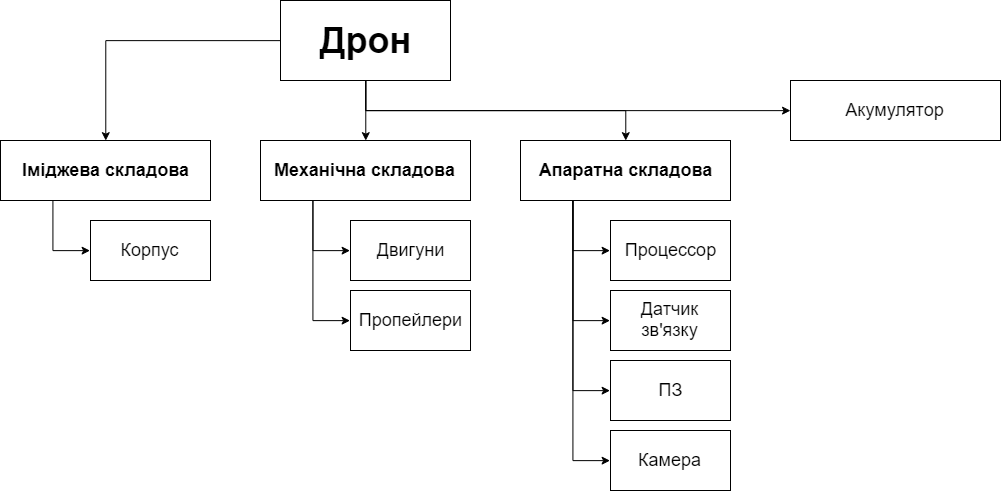 Дрон
Акумулятор
Іміджева складова
Механічна складова
Апаратна складова
Корпус
Двигуни
Процессор
Пропейлери
Датчик
зв'язку
ПЗ
Камера